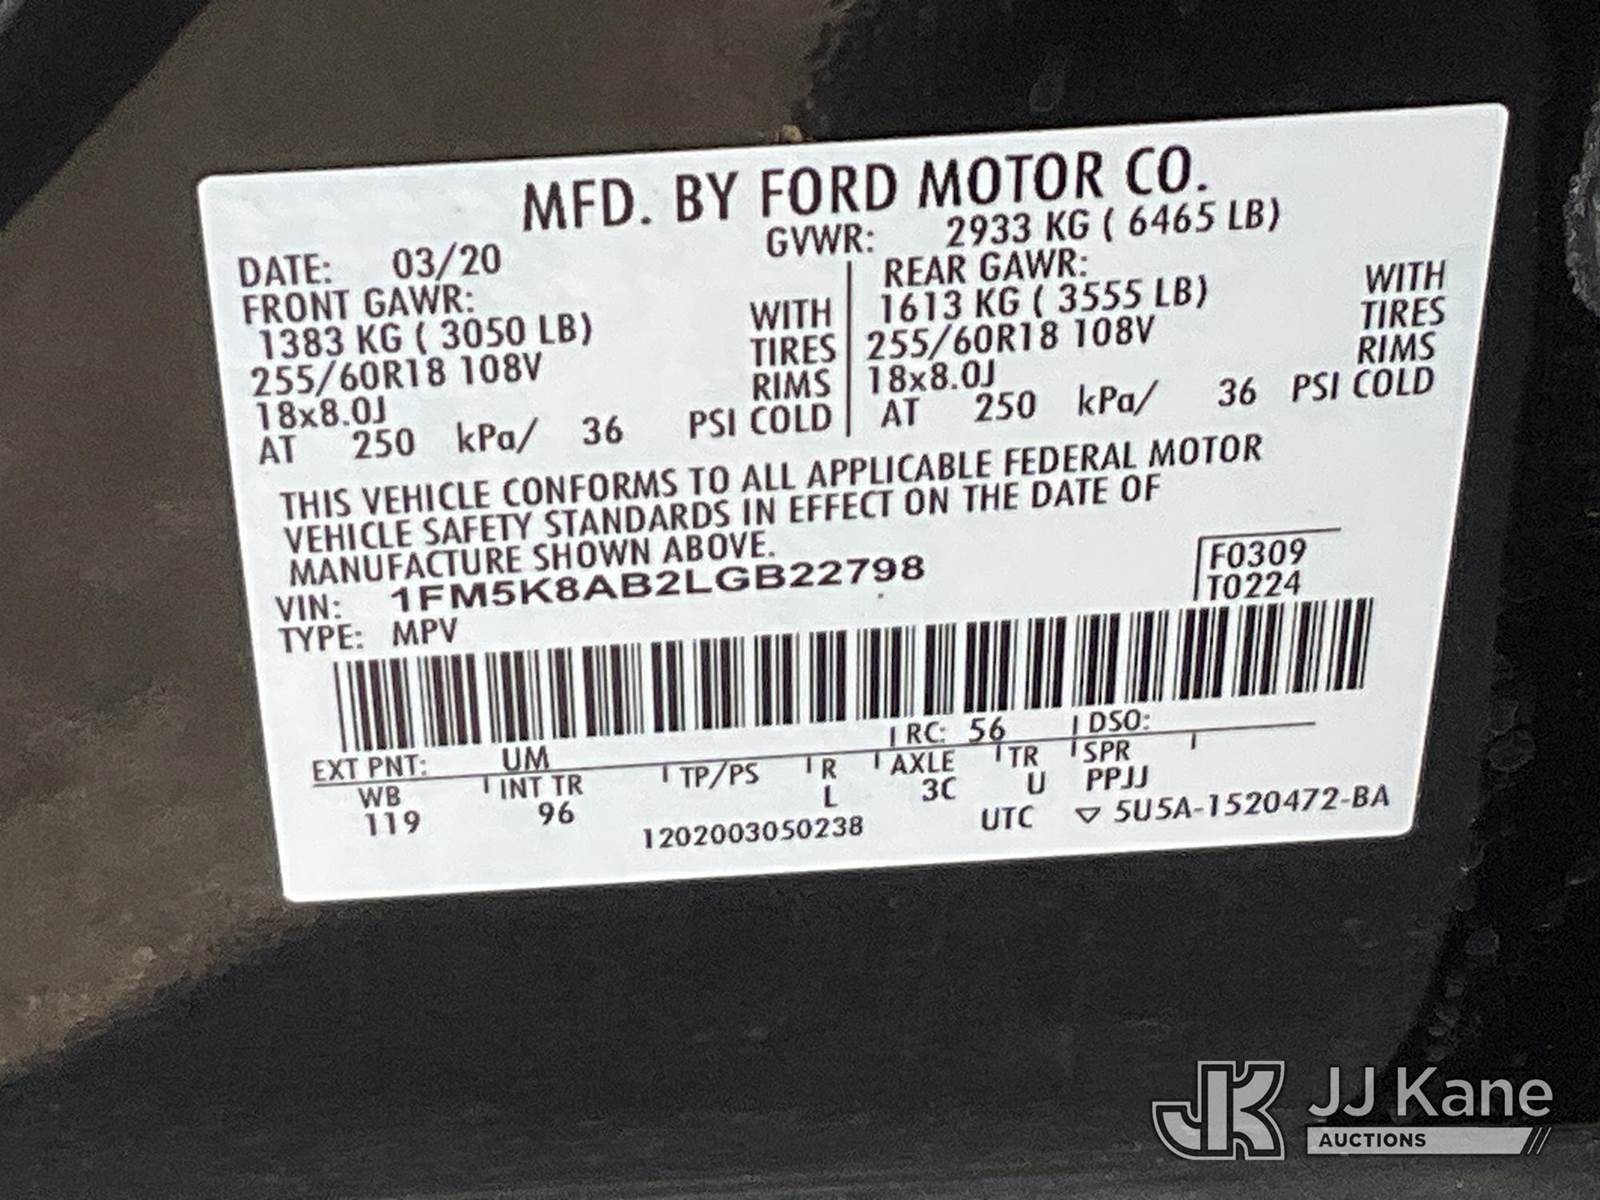 MFD. BY FORD MOTOR CO.
DATE: 03/20 GVWR: 2933 KG ( 6465 LB)
FRONT GAWR: REAR GAWR:
1383 KG ( 3050 LB) WITH 1613 KG ( 3555 LB) WITH
255/60R18 108V TIRES 255/60R18 108V TIRES
18x8.0J RIMS 18x8.0J RIMS
AT 250 kPa/ 36 PSI COLD AT 250 kPa/ 36 PSI COLD
THIS VEHICLE CONFORMS TO ALL APPLICABLE FEDERAL MOTOR
VEHICLE SAFETY STANDARDS IN EFFECT ON THE DATE OF
MANUFACTURE SHOWN ABOVE.
VIN: 1FM5K8AB2LGB22798 F0309
TYPE: MPV T0224
EXT PNT: UM RC: 56 DSO:
WB INT TR TP/PS R AXLE TR SPR
119 96 L 3C U PPJJ
1202003050238 UTC ▽ 5U5A-1520472-BA
JK JJ Kane
AUCTIONS